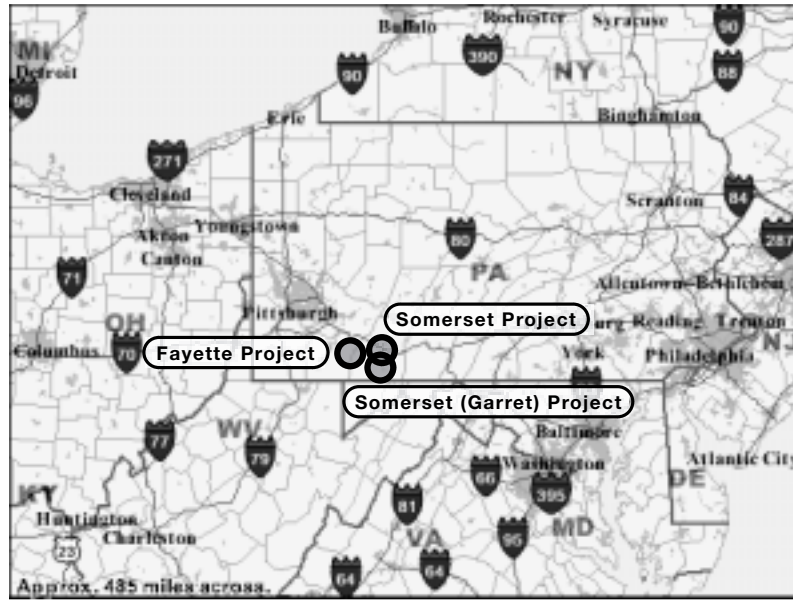 Buffalo
Rochester
Syracuse
90
390
90
MI
Detroit
NY
90
88
96
Erie
Binghamton
271
Cleveland
Scranton
84
Akron
Youngstown
80
287
Canton
71
PA
Allentown-Bethlehem
Pittsburgh
Somerset Project
OH
urg
Reading
Trenton
NJ
Columbus
70
Fayette Project
York
Philadelphia
Somerset (Garret) Project
77
WV
79
Baltimore
Washington
Atlantic City
66
DE
KY
395
81
Huntington
23
Charleston
VA
95
MD
64
64
Approx. 485 miles across.